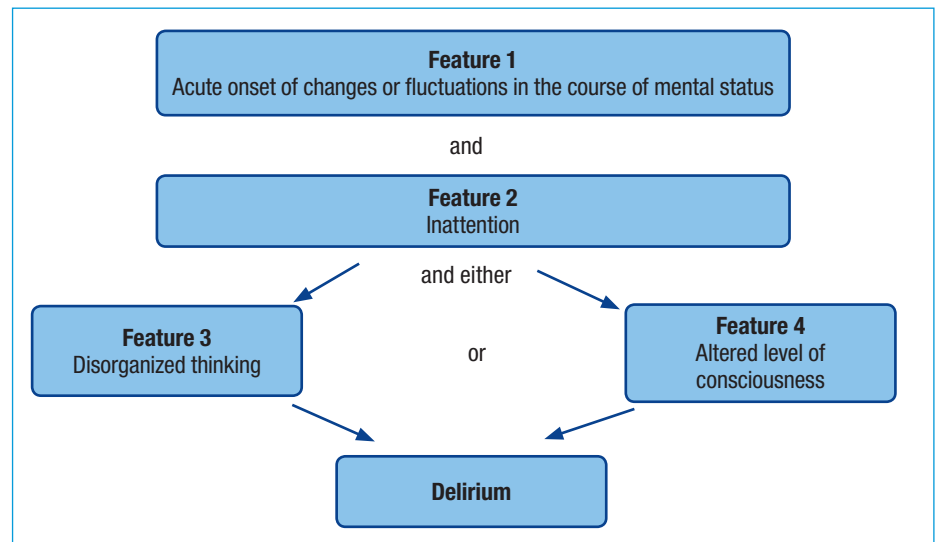 Feature 1
Acute onset of changes or fluctuations in the course of mental status
and
Feature 2
Inattention
and either
Feature 3
Disorganized thinking
or
Feature 4
Altered level of
consciousness
Delirium